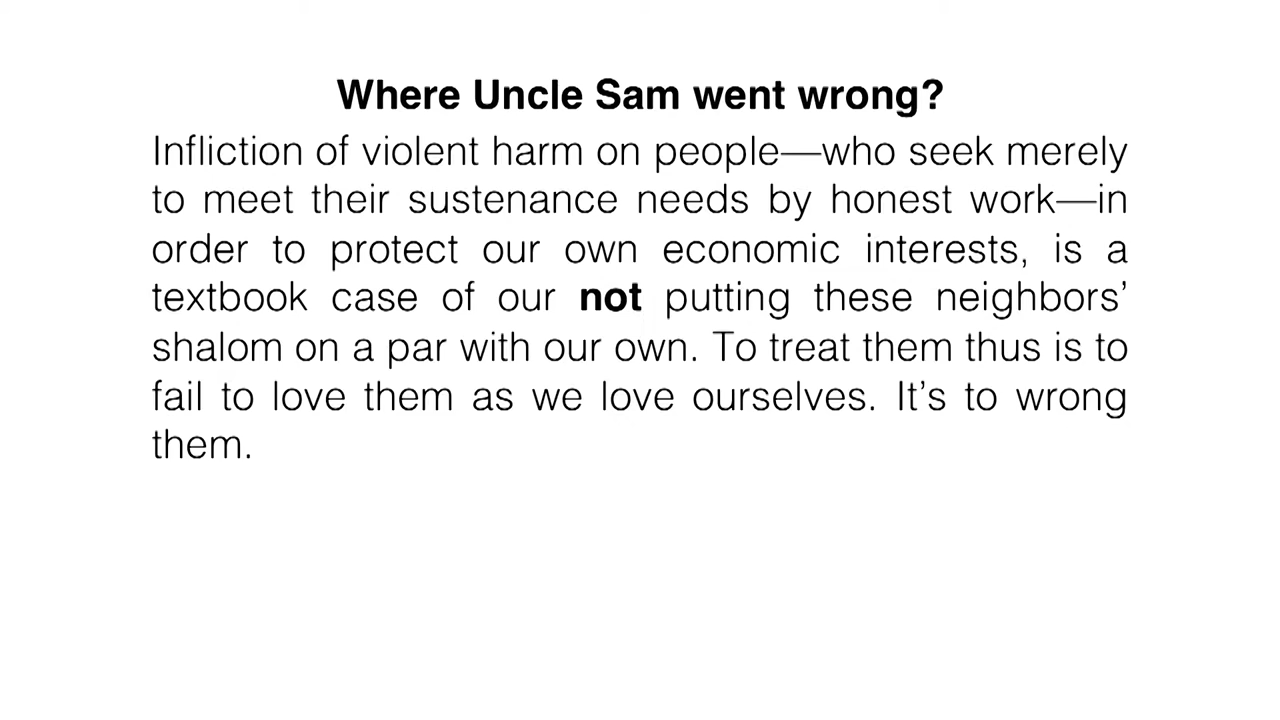 Where Uncle Sam went wrong?
Infliction of violent harm on people—who seek merely
to meet their sustenance needs by honest work—in
order to protect our own economic interests, is a
textbook case of our not putting these neighbors’
shalom on a par with our own. To treat them thus is to
fail to love them as we love ourselves. It’s to wrong
them.